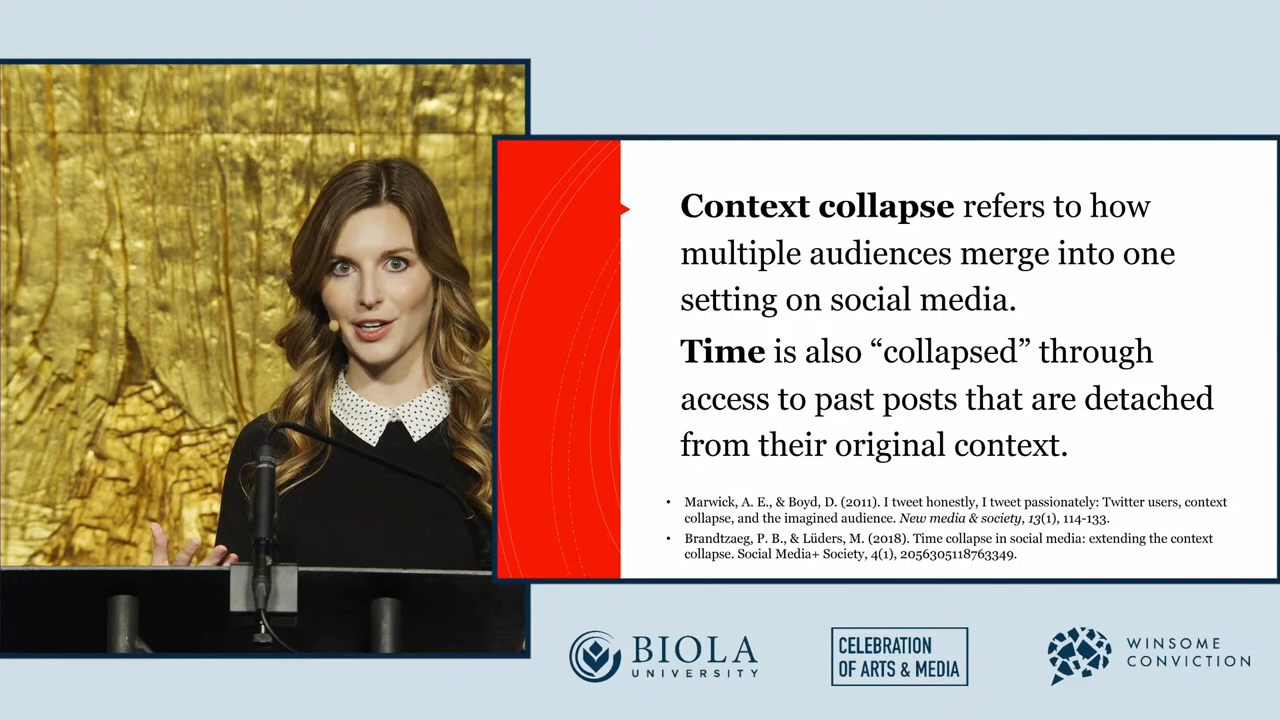 Context collapse refers to how
multiple audiences merge into one
setting on social media.
Time is also “collapsed” through
access to past posts that are detached
from their original context.
• Marwick, A. E., & Boyd, D. (2011). I tweet honestly, I tweet passionately: Twitter users, context
collapse, and the imagined audience. New media & society, 13(1), 114-133.
• Brandtzaeg, P. B., & Lüders, M. (2018). Time collapse in social media: extending the context
collapse. Social Media+ Society, 4(1), 2056305118763349.
BIOLA
UNIVERSITY
CELEBRATION
OF ARTS & MEDIA
WINSOME
CONVICTION